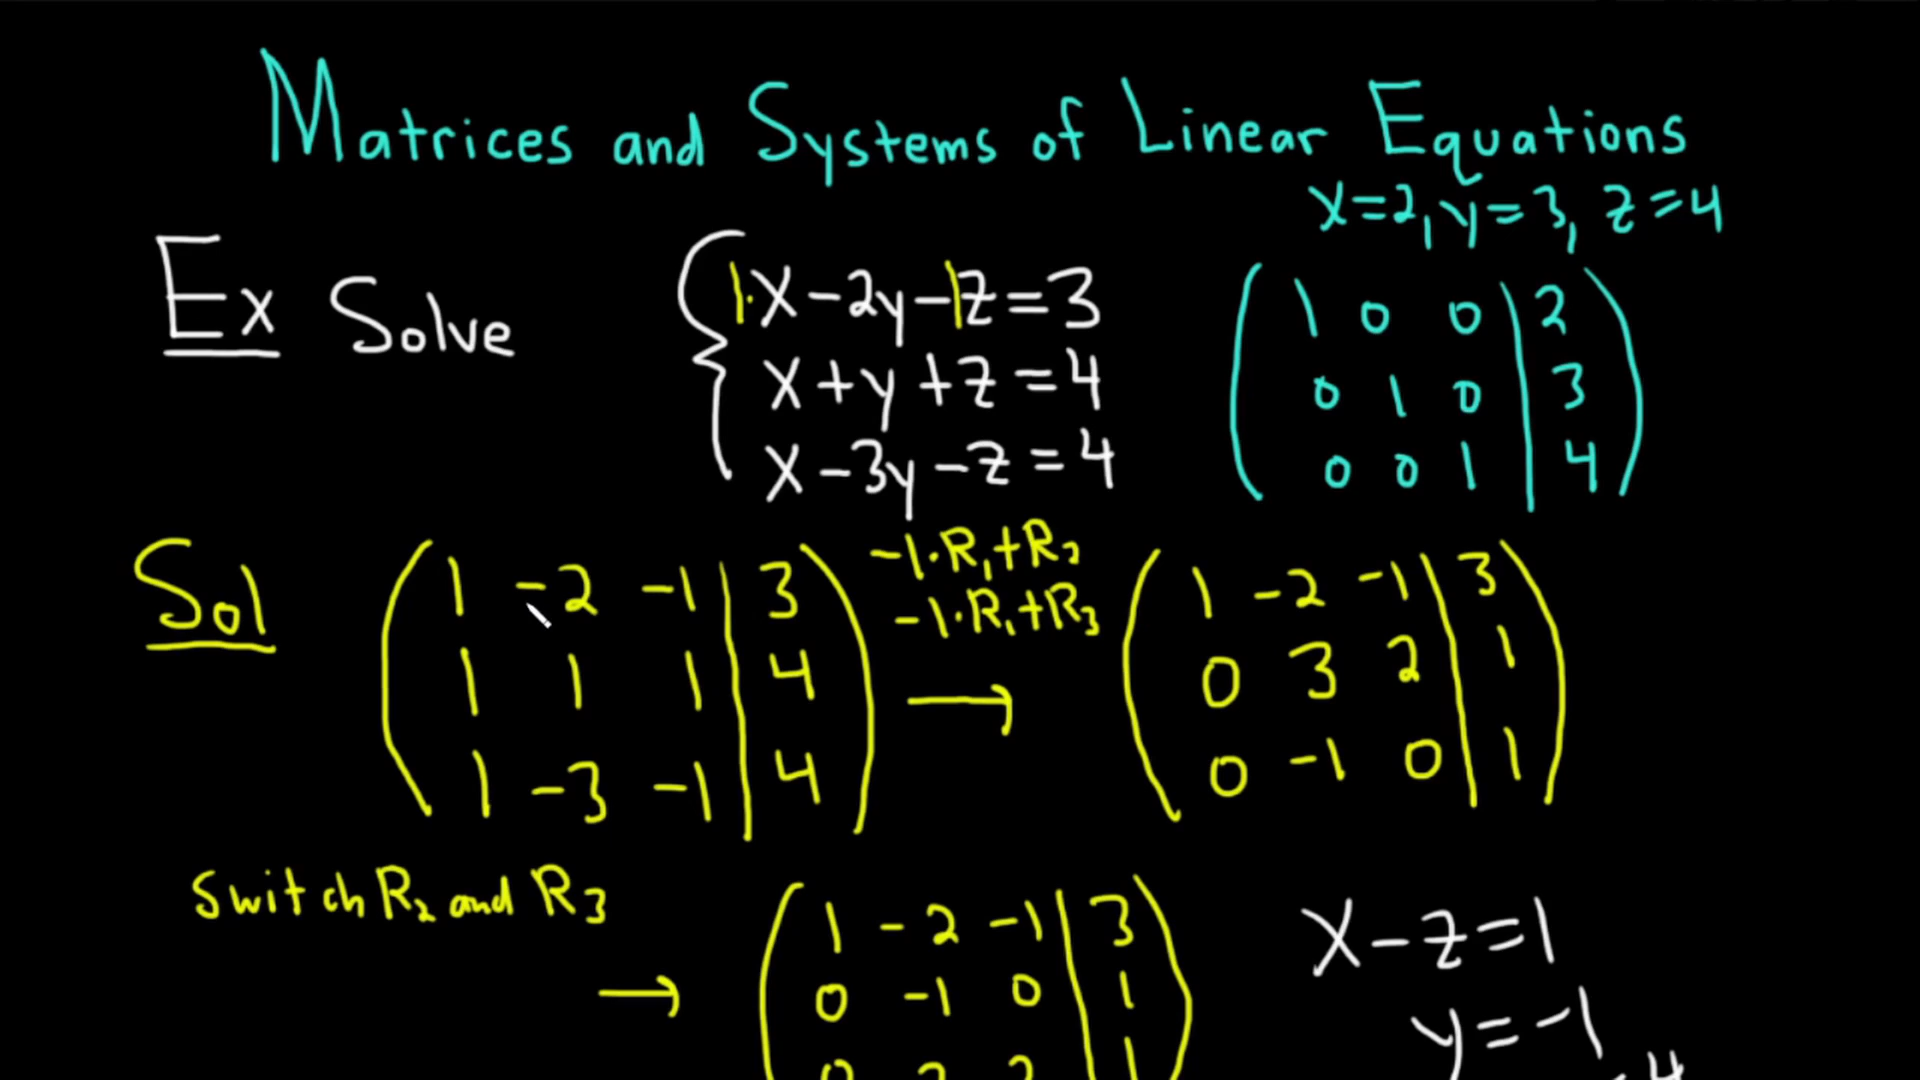 Matrices and Systems of Linear Equations
x=2, y=3, z=4
Ex Solve
1·x-2y-1z=3
x+y+z=4
x-3y-z=4
1 0 0 | 2
0 1 0 | 3
0 0 1 | 4
Sol
1 -2 -1 | 3
1 1 1 | 4
1 -3 -1 | 4
-1·R₁+R₂
-1·R₁+R₃
→
1 -2 -1 | 3
0 3 2 | 1
0 -1 0 | 1
Switch R₂ and R₃
→
1 -2 -1 | 3
0 -1 0 | 1
x-z=1
y=-1